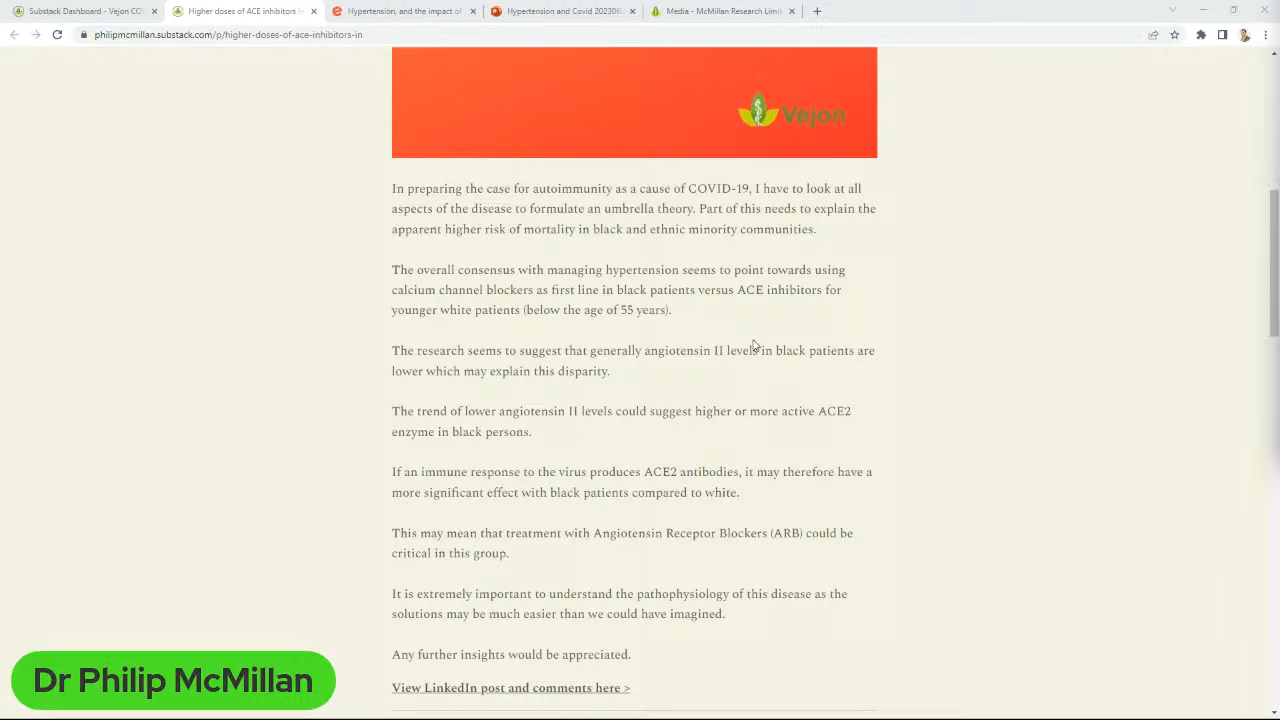 Substack Dashboard - Vejon CO
Higher doses of ACE inhibitors in
Hypertension, and the impact of
Hypertension and Covid 202306
Media - McMillan Research Limit
philipmcmillan.substack.com/p/higher-doses-of-ace-inhibitors-in
Vejon
In preparing the case for autoimmunity as a cause of COVID-19, I have to look at all
aspects of the disease to formulate an umbrella theory. Part of this needs to explain the
apparent higher risk of mortality in black and ethnic minority communities.
The overall consensus with managing hypertension seems to point towards using
calcium channel blockers as first line in black patients versus ACE inhibitors for
younger white patients (below the age of 55 years).
The research seems to suggest that generally angiotensin II levels in black patients are
lower which may explain this disparity.
The trend of lower angiotensin II levels could suggest higher or more active ACE2
enzyme in black persons.
If an immune response to the virus produces ACE2 antibodies, it may therefore have a
more significant effect with black patients compared to white.
This may mean that treatment with Angiotensin Receptor Blockers (ARB) could be
critical in this group.
It is extremely important to understand the pathophysiology of this disease as the
solutions may be much easier than we could have imagined.
Any further insights would be appreciated.
View LinkedIn post and comments here >
Dr Philip McMillan